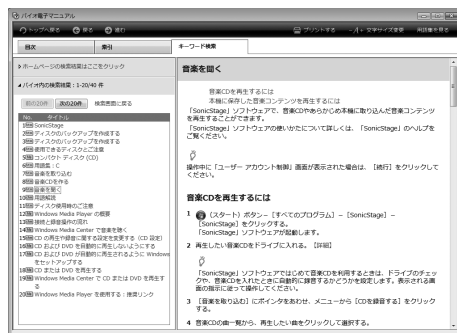 バイオ電子マニュアル
トップへ戻る 戻る 進む プリントする -/+ 文字サイズ変更 用語集を見る
目次 索引 キーワード検索
ホームページの検索結果はここをクリック
バイオ内の検索結果：1-20/40 件
前の20件 次の20件 検索画面に戻る
No. タイトル
1 SonicStage
2 ディスクのバックアップを作成する
3 ディスクのバックアップを作成する
4 使用できるディスクとご注意
5 コンパクト ディスク (CD)
6 用語集：C
7 音楽を取り込む
8 音楽CDを作る
9 音楽を聞く
10 用語解説
11 ディスク使用時のご注意
12 Windows Media Player の概要
13 接続と録音操作の流れ
14 Windows Media Center で音楽を聴く
15 CD の再生や録音に関する設定を変更する（CD 設定）
16 CD および DVD を自動的に再生しないようにする
17 CD および DVD が自動的に再生されるように Windows をセットアップする
18 CD または DVD を再生する
19 Windows Media Center で CD または DVD を再生する
20 Windows Media Player を使用する：推奨リンク
音楽を聞く
音楽CDを再生するには
本機に保存した音楽コンテンツを再生するには
「SonicStage」ソフトウェアで、音楽CDやあらかじめ本機に取り込んだ音楽コンテンツを再生することができます。
「SonicStage」ソフトウェアの使いかたについて詳しくは、「SonicStage」のヘルプをご覧ください。
操作中に「ユーザー アカウント制御」画面が表示された場合は、［続行］をクリックしてください。
音楽CDを再生するには
1 （スタート）ボタン－［すべてのプログラム］－［SonicStage］－
［SonicStage］をクリックする。
「SonicStage」ソフトウェアが起動します。
2 再生したい音楽CDをドライブに入れる。［詳細］
「SonicStage」ソフトウェアではじめて音楽CDを利用するときは、ドライブのチェックや、音楽CDを入れたときに自動的に録音するかどうかを設定します。表示される画面の指示に従って操作してください。
3 ［音楽を取り込む］にポインタをあわせ、メニューから［CDを録音する］をクリックする。
4 音楽CDの曲一覧から、再生したい曲をクリックして選択する。